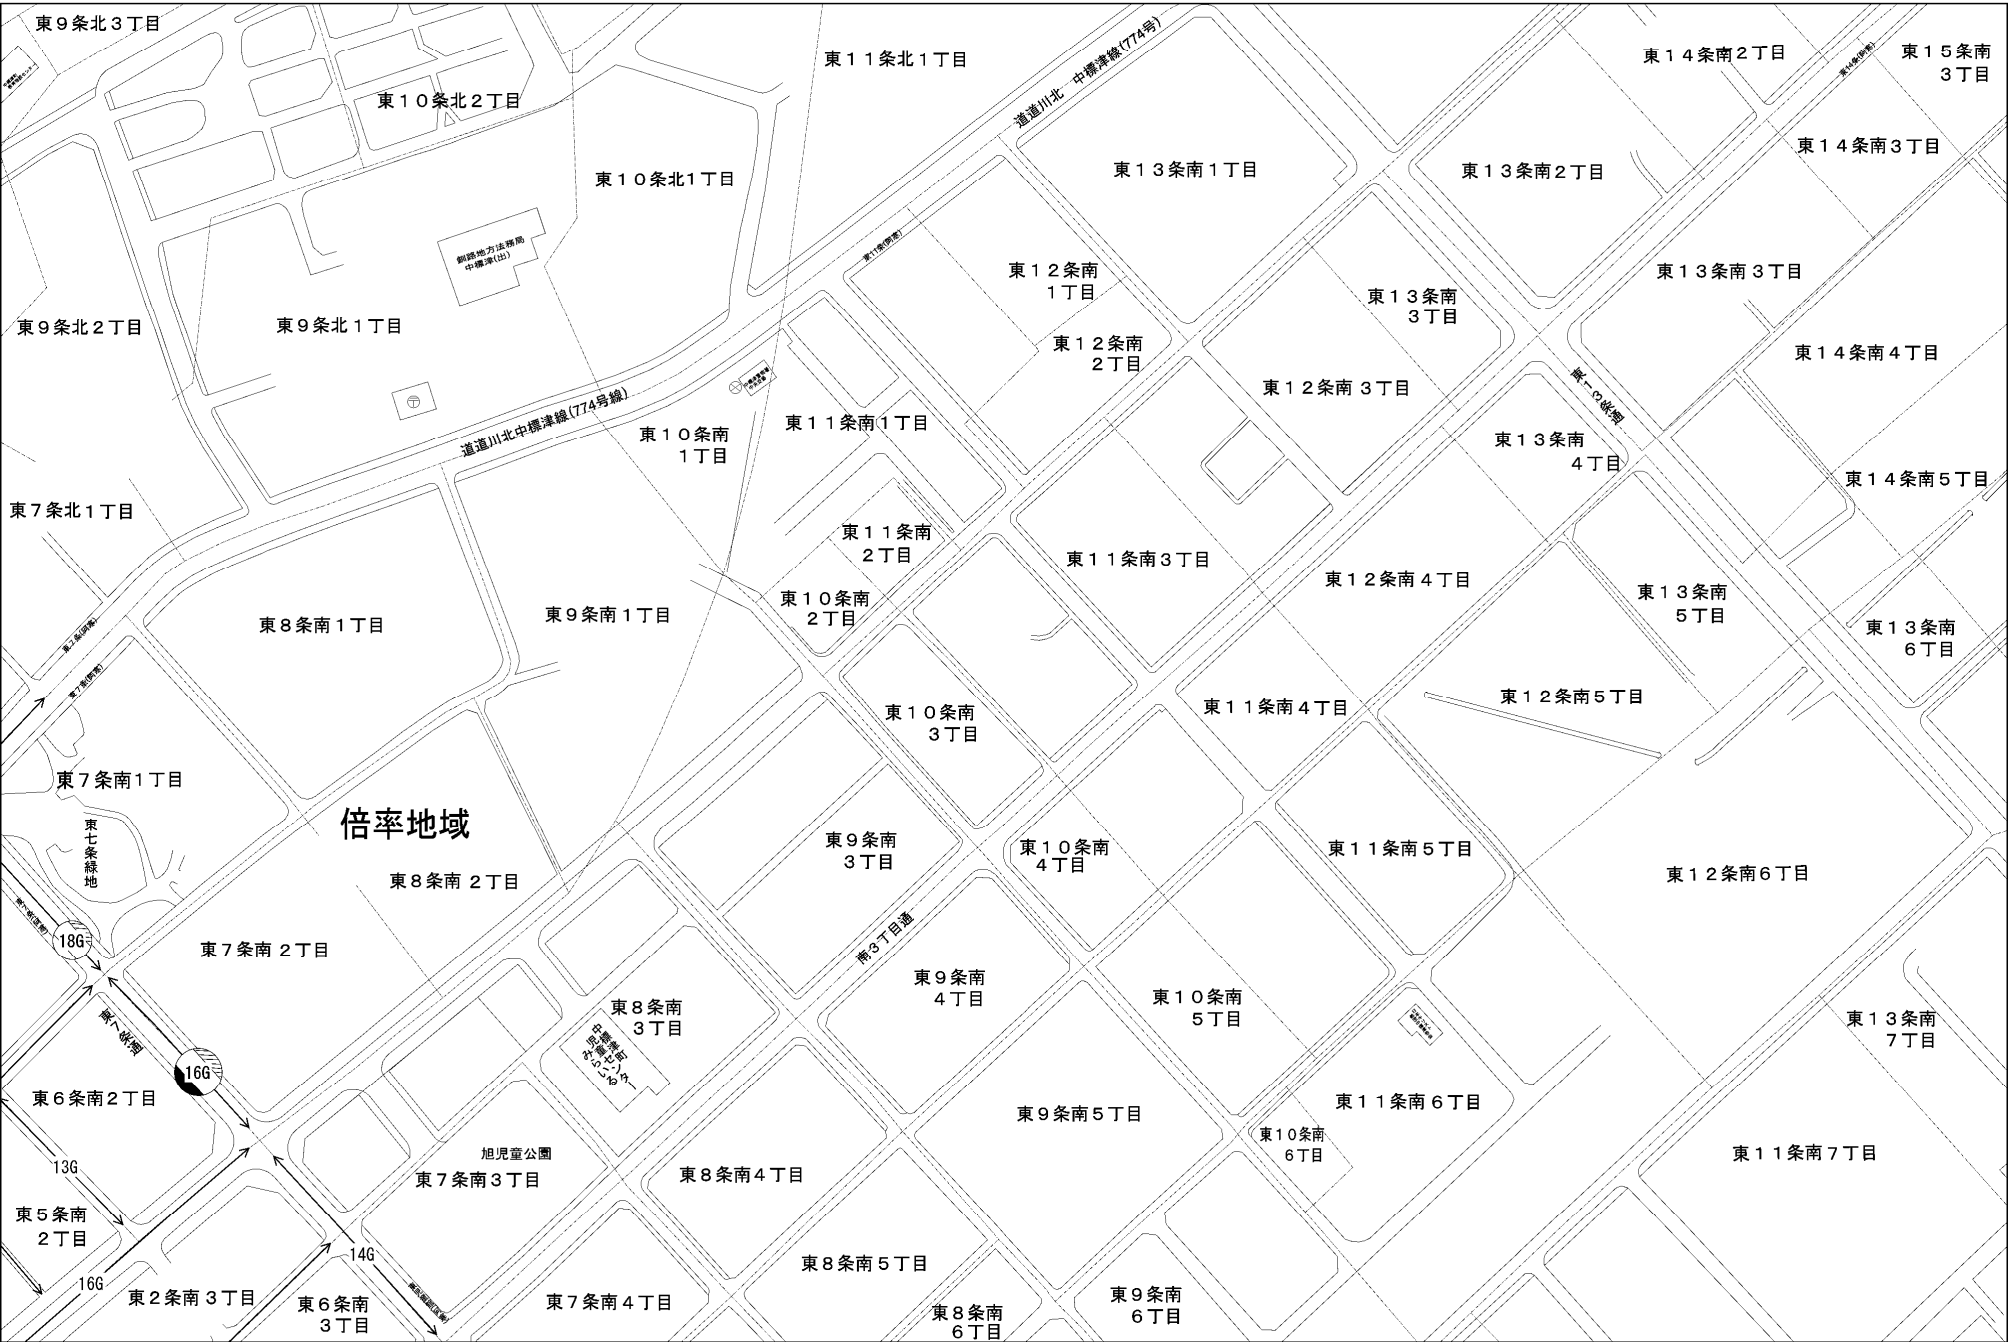 東９条北３丁目
東１１条北１丁目
東１４条南２丁目
東１５条南
３丁目
東１０条北２丁目
道道川北　中標津線(774号)
東１４条南３丁目
東１０条北１丁目
東１３条南１丁目
東１３条南２丁目
釧路地方法務局
中標津(出)
東１２条南
１丁目
東１３条南３丁目
東９条北２丁目
東９条北１丁目
東１３条南
３丁目
東１２条南
２丁目
東１４条南４丁目
東１２条南３丁目
東１３条通
道道川北中標津線(774号線)
東１０条南
１丁目
東１１条南１丁目
東１３条南
４丁目
東１４条南５丁目
東７条北１丁目
東１１条南
２丁目
東１１条南３丁目
東１２条南４丁目
東１０条南
２丁目
東１３条南
５丁目
東８条南１丁目
東９条南１丁目
東１３条南
６丁目
東１０条南
３丁目
東１１条南４丁目
東１２条南５丁目
東７条南１丁目
東七条緑地
倍率地域
東９条南
３丁目
東１０条南
４丁目
東１１条南５丁目
東８条南２丁目
東１２条南６丁目
18G
東７条南２丁目
南３丁目通
東９条南
４丁目
東１０条南
５丁目
東８条南
３丁目
東７条通
中標津町
児童センター
みらいる
東１３条南
７丁目
16G
東６条南２丁目
東９条南５丁目
東１１条南６丁目
東１０条南
６丁目
13G
旭児童公園
東７条南３丁目
東８条南４丁目
東１１条南７丁目
東５条南
２丁目
14G
16G
東８条南５丁目
東２条南３丁目
東６条南
３丁目
東７条南４丁目
東８条南
６丁目
東９条南
６丁目